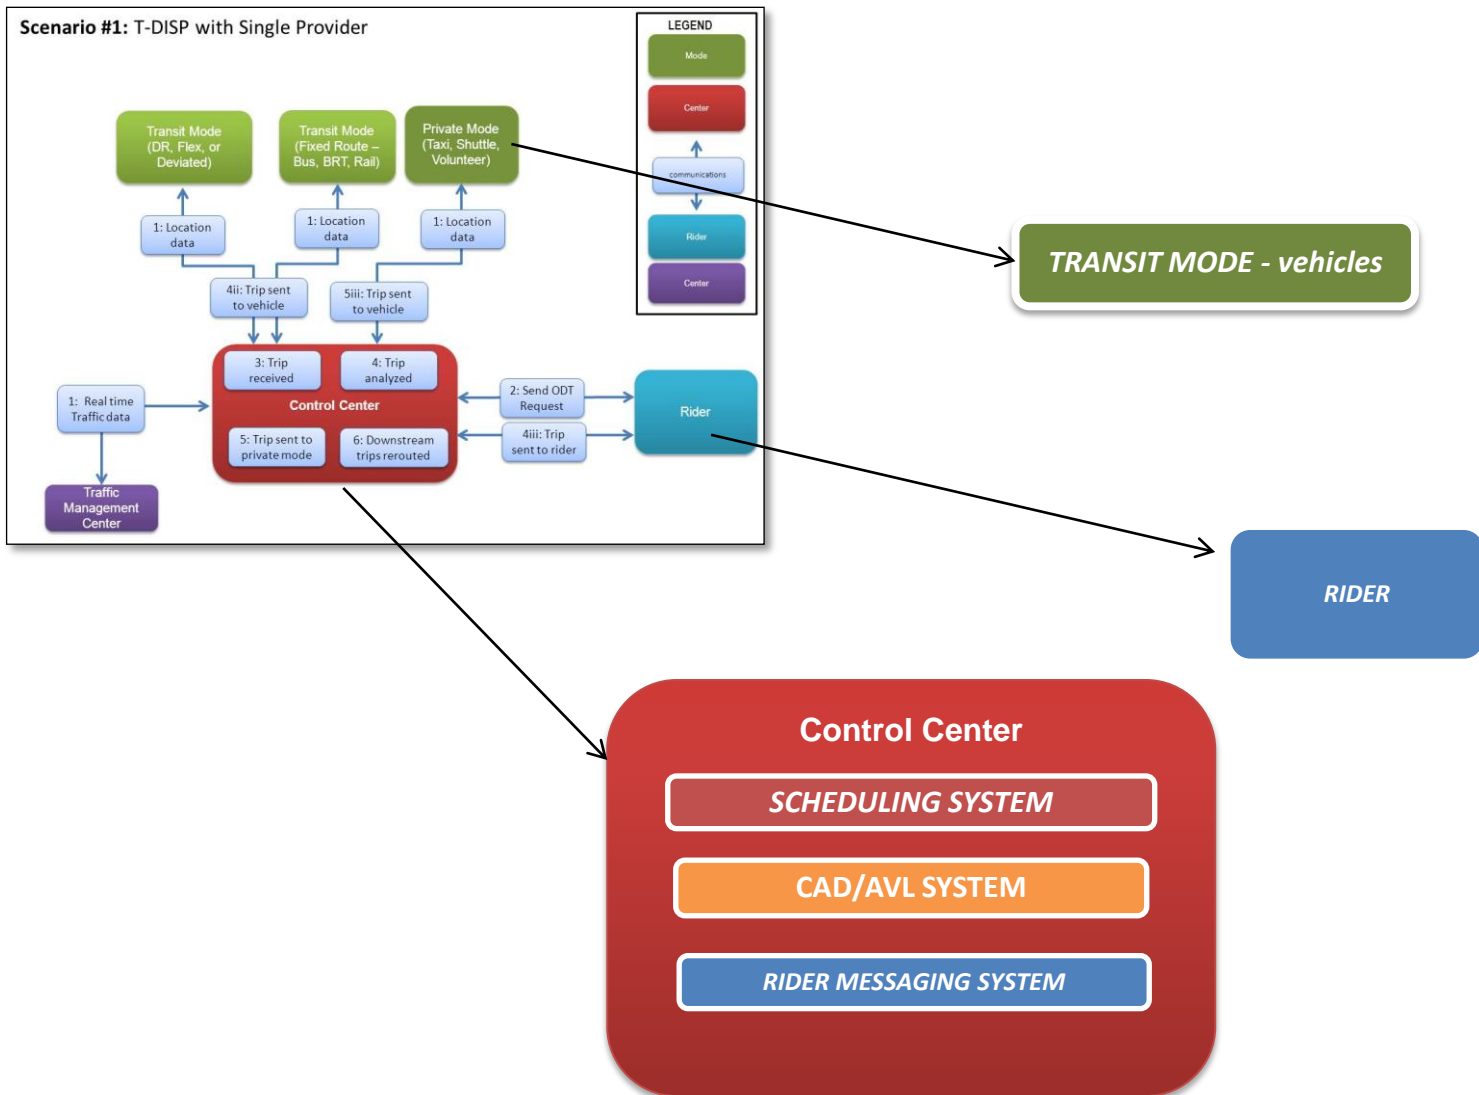 Scenario #1: T-DISP with Single Provider
LEGEND
Mode
Center
communications
Rider
Center
Transit Mode
(DR, Flex, or
Deviated)
Transit Mode
(Fixed Route –
Bus, BRT, Rail)
Private Mode
(Taxi, Shuttle,
Volunteer)
1: Location
data
1: Location
data
1: Location
data
4ii: Trip sent
to vehicle
5iii: Trip sent
to vehicle
3: Trip
received
4: Trip
analyzed
Control Center
5: Trip sent to
private mode
6: Downstream
trips rerouted
1: Real time
Traffic data
Traffic
Management
Center
2: Send ODT
Request
4iii: Trip
sent to rider
Rider
TRANSIT MODE - vehicles
RIDER
Control Center
SCHEDULING SYSTEM
CAD/AVL SYSTEM
RIDER MESSAGING SYSTEM